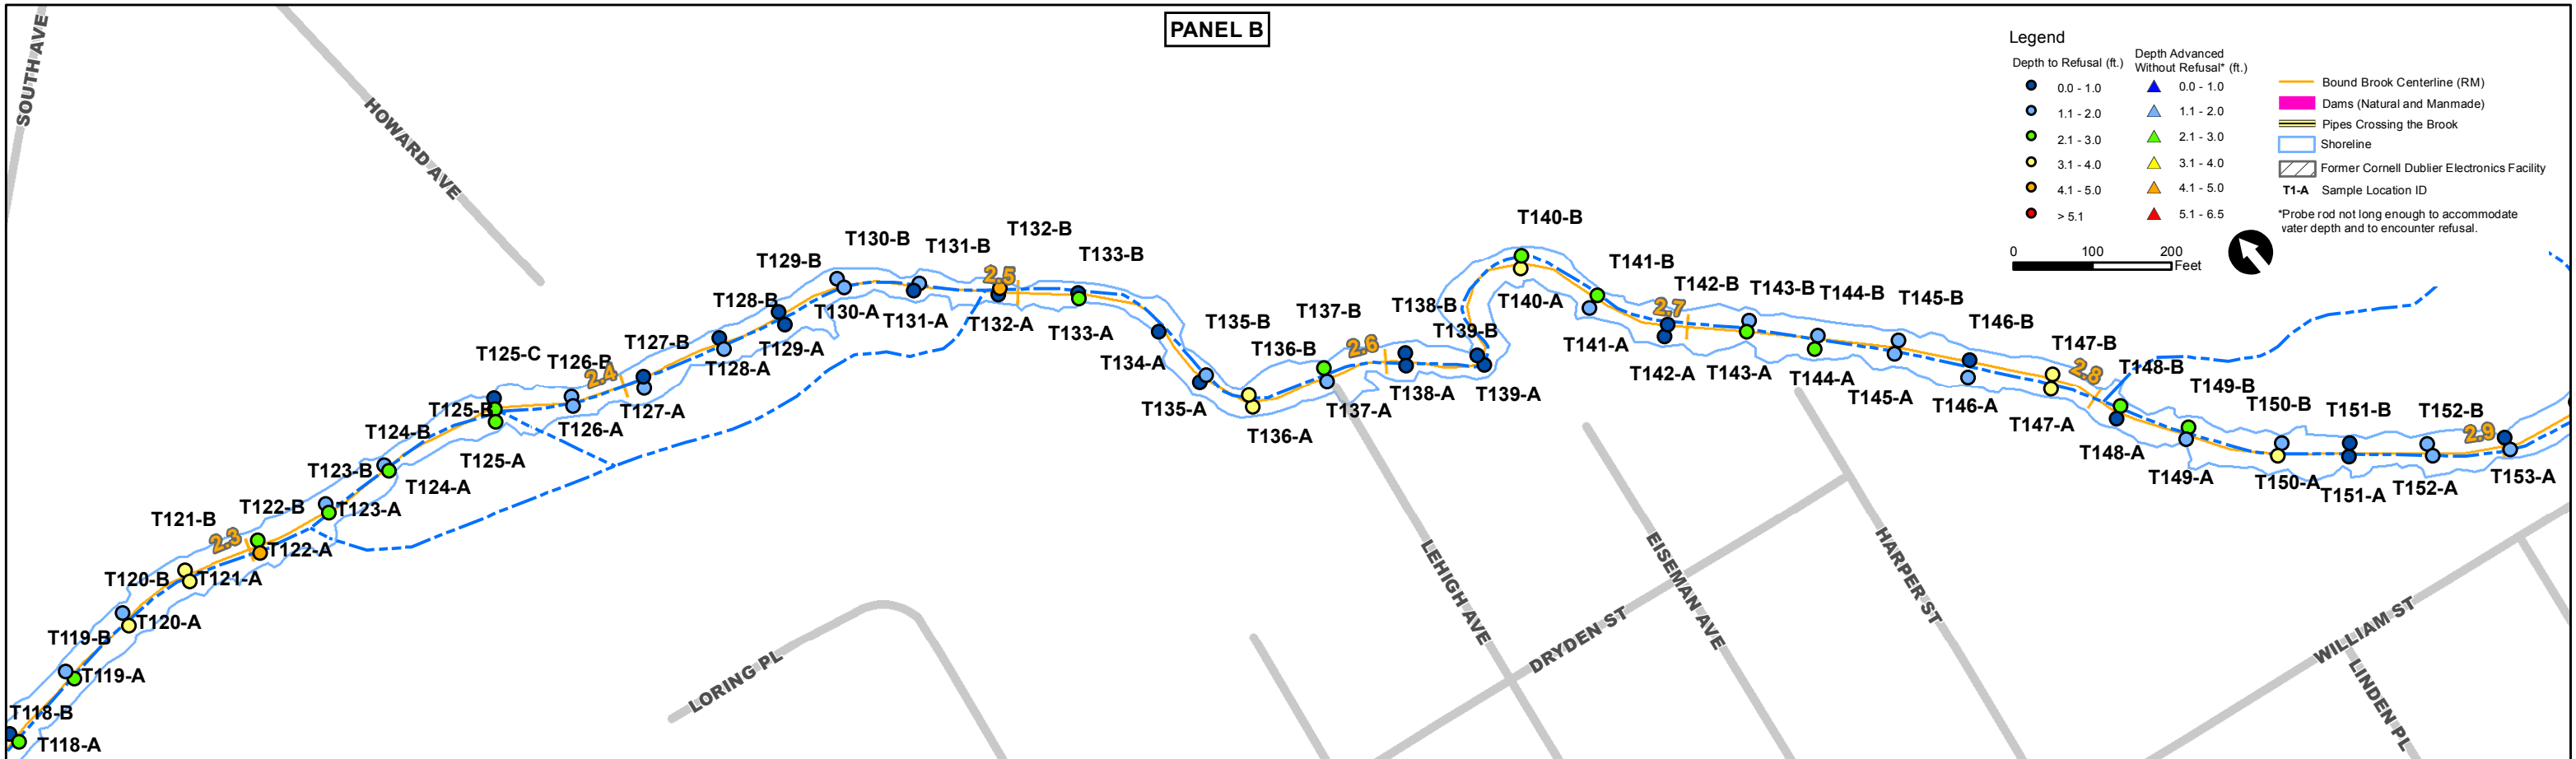 PANEL B
Legend
Depth to Refusal (ft.)
0.0 - 1.0
1.1 - 2.0
2.1 - 3.0
3.1 - 4.0
4.1 - 5.0
> 5.1
Depth Advanced
Without Refusal* (ft.)
0.0 - 1.0
1.1 - 2.0
2.1 - 3.0
3.1 - 4.0
4.1 - 5.0
5.1 - 6.5
Bound Brook Centerline (RM)
Dams (Natural and Manmade)
Pipes Crossing the Brook
Shoreline
Former Cornell Dublier Electronics Facility
T1-A Sample Location ID
*Probe rod not long enough to accommodate
vater depth and to encounter refusal.
0 100 200
Feet
SOUTH AVE
HOWARD AVE
LORING PL
LEHIGH AVE
DRYDEN ST
EISEMAN AVE
HARPER ST
WILLIAM ST
LINDEN PL
T118-B
T118-A
T119-B
T119-A
T120-B
T120-A
T121-B
T121-A
2.3
T122-B
T122-A
T123-B
T123-A
T124-B
T124-A
T125-C
T125-B
T125-A
T126-B
T126-A
2.4
T127-B
T127-A
T128-B
T128-A
T129-B
T129-A
T130-B
T130-A
T131-B
T131-A
2.5
T132-B
T132-A
T133-B
T133-A
T134-A
T135-B
T135-A
T136-B
T136-A
T137-B
T137-A
2.6
T138-B
T138-A
T139-B
T139-A
T140-B
T140-A
T141-B
T141-A
2.7
T142-B
T142-A
T143-B
T143-A
T144-B
T144-A
T145-B
T145-A
T146-B
T146-A
T147-B
T147-A
2.8
T148-B
T148-A
T149-B
T149-A
T150-B
T150-A
T151-B
T151-A
T152-B
T152-A
2.9
T153-A